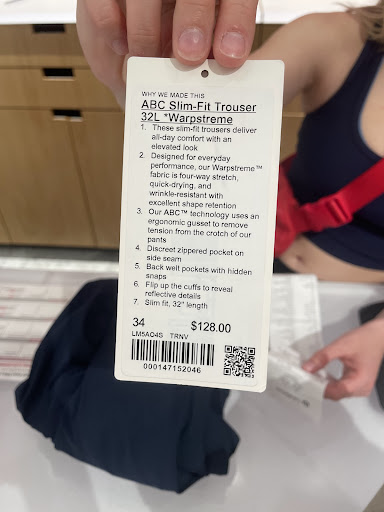 WHY WE MADE THIS
ABC Slim-Fit Trouser
32L *Warpstreme
1. These slim-fit trousers deliver
all-day comfort with an
elevated look
2. Designed for everyday
performance, our Warpstreme™
fabric is four-way stretch,
quick-drying, and
wrinkle-resistant with
excellent shape retention
3. Our ABC™ technology uses an
ergonomic gusset to remove
tension from the crotch of our
pants
4. Discreet zippered pocket on
side seam
5. Back welt pockets with hidden
snaps
6. Flip up the cuffs to reveal
reflective details
7. Slim fit, 32" length
34 $128.00
LM5AO4S TRNV
000147152046